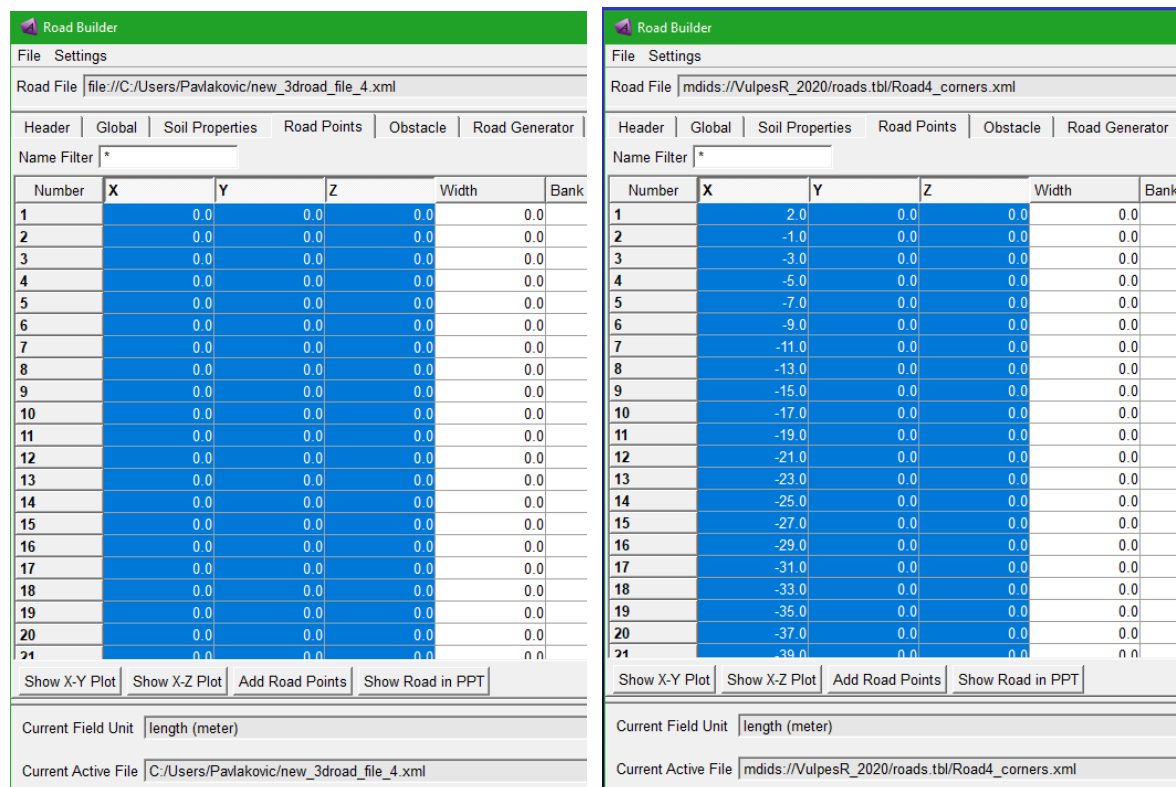 Road Builder
File Settings
Road File file://C:/Users/Pavlakovic/new_3droad_file_4.xml
Header Global Soil Properties Road Points Obstacle Road Generator
Name Filter *
Number X Y Z Width Bank
1 0.0 0.0 0.0 0.0
2 0.0 0.0 0.0 0.0
3 0.0 0.0 0.0 0.0
4 0.0 0.0 0.0 0.0
5 0.0 0.0 0.0 0.0
6 0.0 0.0 0.0 0.0
7 0.0 0.0 0.0 0.0
8 0.0 0.0 0.0 0.0
9 0.0 0.0 0.0 0.0
10 0.0 0.0 0.0 0.0
11 0.0 0.0 0.0 0.0
12 0.0 0.0 0.0 0.0
13 0.0 0.0 0.0 0.0
14 0.0 0.0 0.0 0.0
15 0.0 0.0 0.0 0.0
16 0.0 0.0 0.0 0.0
17 0.0 0.0 0.0 0.0
18 0.0 0.0 0.0 0.0
19 0.0 0.0 0.0 0.0
20 0.0 0.0 0.0 0.0
21 0.0 0.0 0.0 0.0
Show X-Y Plot Show X-Z Plot Add Road Points Show Road in PPT
Current Field Unit length (meter)
Current Active File C:/Users/Pavlakovic/new_3droad_file_4.xml
Road Builder
File Settings
Road File mdids://VulpesR_2020/roads.tbl/Road4_corners.xml
Header Global Soil Properties Road Points Obstacle Road Generator
Name Filter *
Number X Y Z Width Bank
1 2.0 0.0 0.0 0.0
2 -1.0 0.0 0.0 0.0
3 -3.0 0.0 0.0 0.0
4 -5.0 0.0 0.0 0.0
5 -7.0 0.0 0.0 0.0
6 -9.0 0.0 0.0 0.0
7 -11.0 0.0 0.0 0.0
8 -13.0 0.0 0.0 0.0
9 -15.0 0.0 0.0 0.0
10 -17.0 0.0 0.0 0.0
11 -19.0 0.0 0.0 0.0
12 -21.0 0.0 0.0 0.0
13 -23.0 0.0 0.0 0.0
14 -25.0 0.0 0.0 0.0
15 -27.0 0.0 0.0 0.0
16 -29.0 0.0 0.0 0.0
17 -31.0 0.0 0.0 0.0
18 -33.0 0.0 0.0 0.0
19 -35.0 0.0 0.0 0.0
20 -37.0 0.0 0.0 0.0
21 -39.0 0.0 0.0 0.0
Show X-Y Plot Show X-Z Plot Add Road Points Show Road in PPT
Current Field Unit length (meter)
Current Active File mdids://VulpesR_2020/roads.tbl/Road4_corners.xml